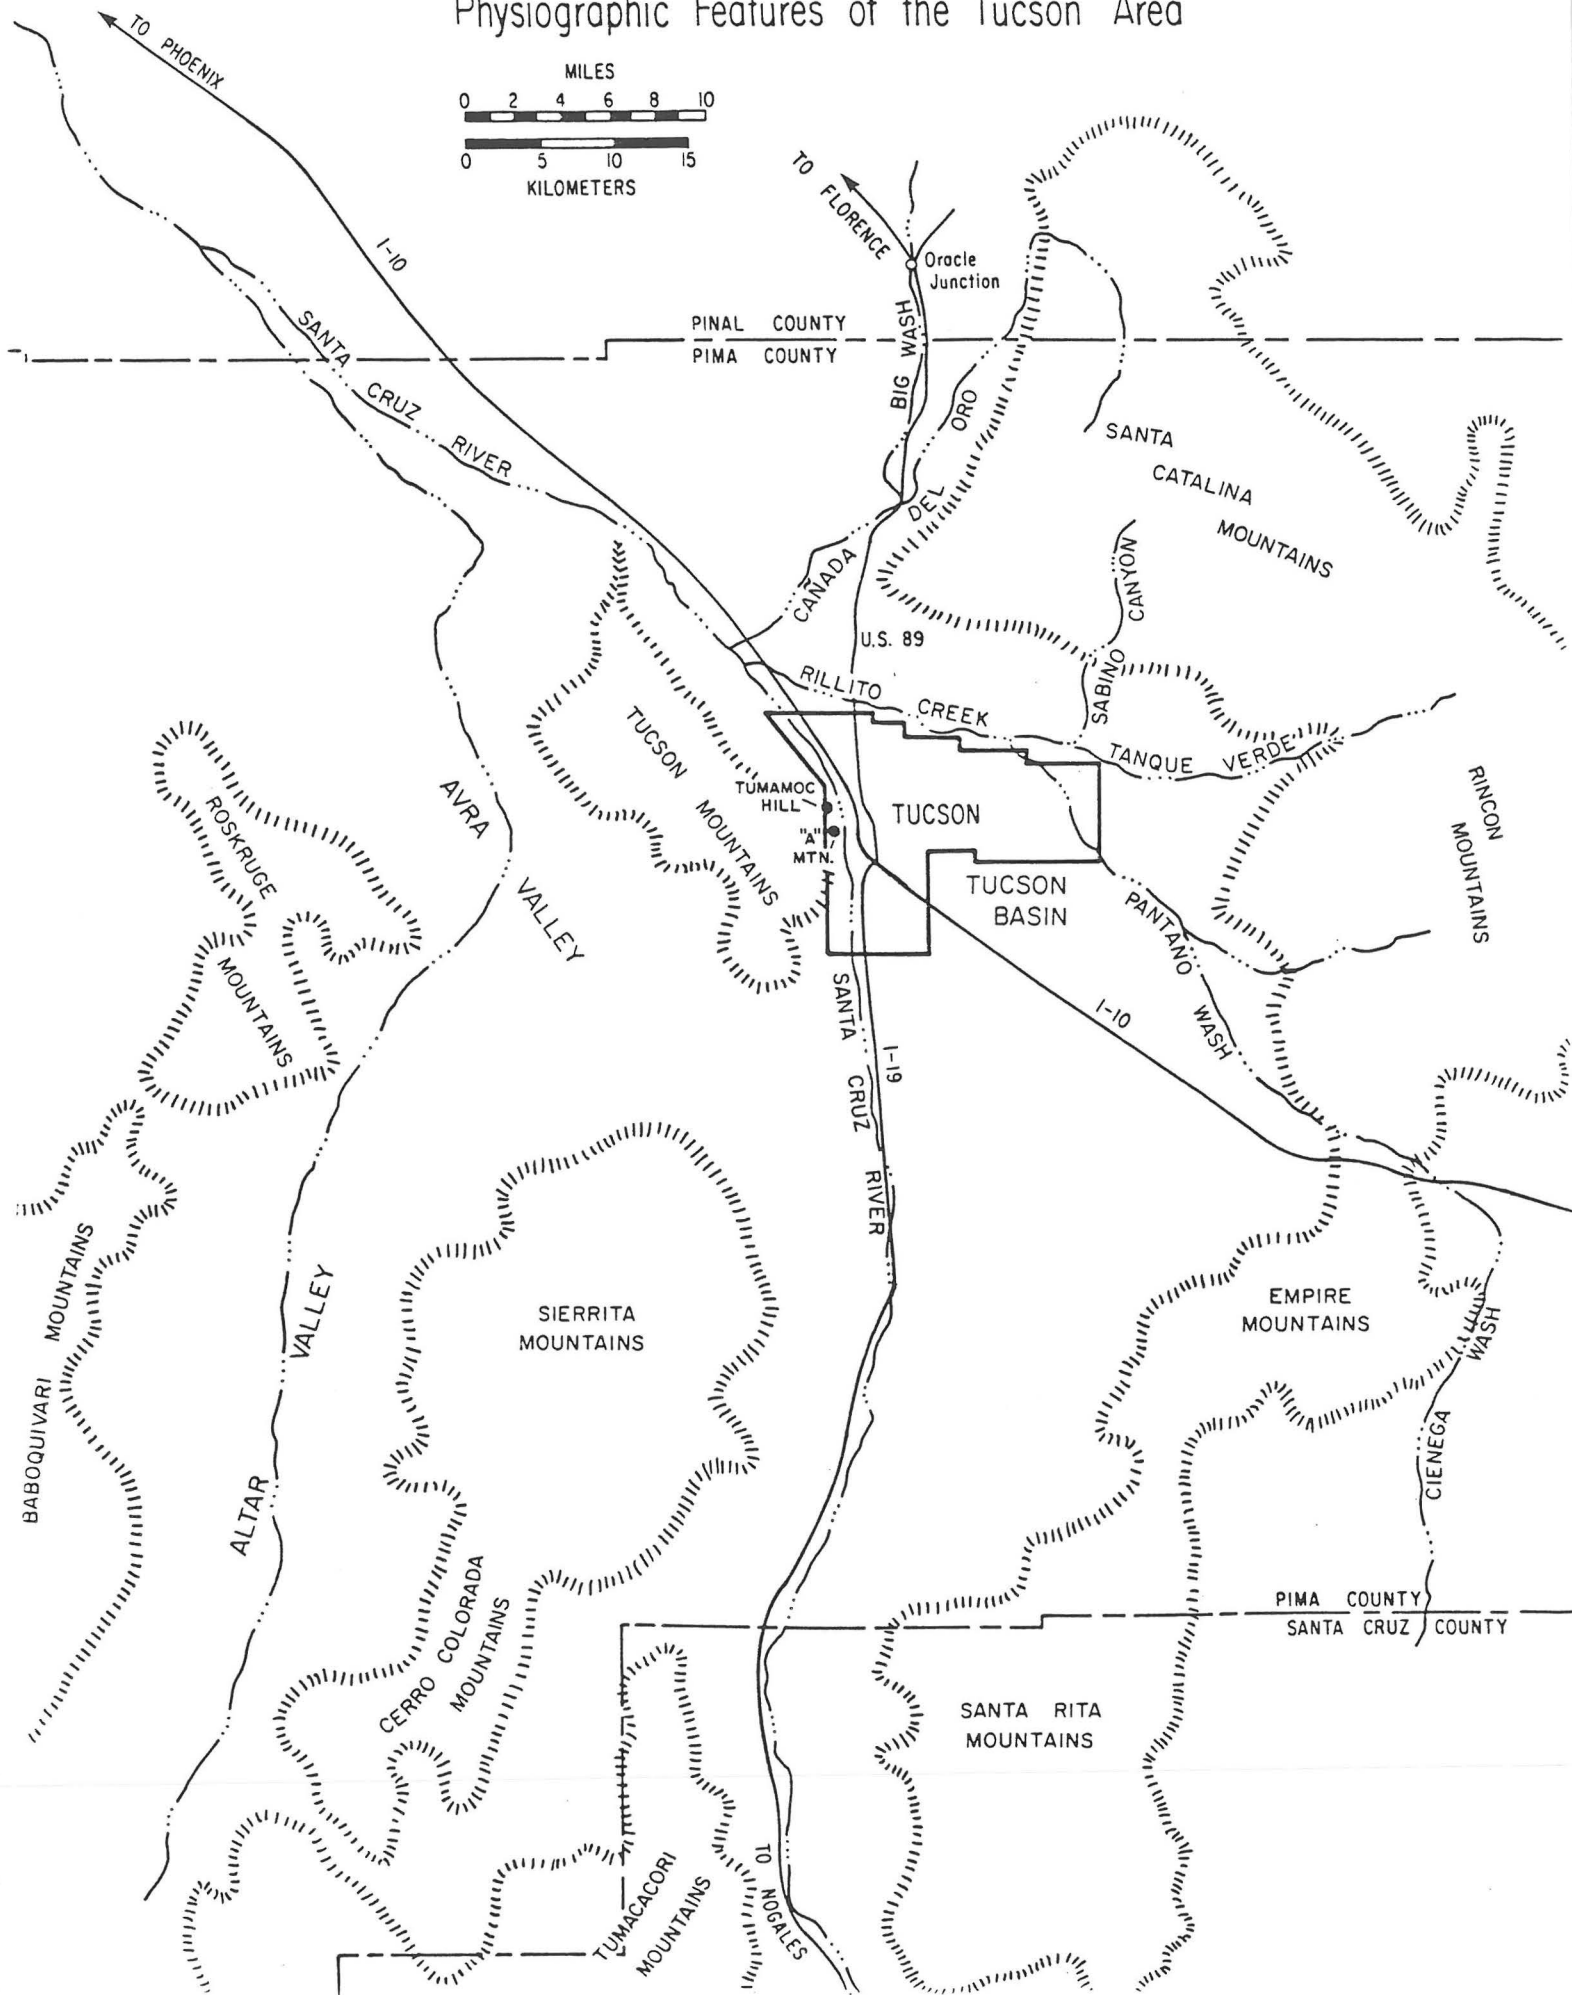 Physiographic Features of the Tucson Area
TO PHOENIX
MILES
0 2 4 6 8 10
0 5 10 15
KILOMETERS
TO FLORENCE
I-10
Oracle
Junction
SANTA CRUZ RIVER
PINAL COUNTY
PIMA COUNTY
BIG WASH
CAÑADA DEL ORO
SANTA
CATALINA
MOUNTAINS
SABINO CANYON
U.S. 89
RILLITO CREEK
TANQUE VERDE
TUCSON MOUNTAINS
TUMAMOC
HILL
"A"
MTN.
TUCSON
TUCSON
BASIN
RINCON
MOUNTAINS
ROSKRUGE
MOUNTAINS
AVRA
VALLEY
PANTANO WASH
I-10
SANTA CRUZ RIVER
I-19
BABOQUIVARI MOUNTAINS
ALTAR VALLEY
SIERRITA
MOUNTAINS
EMPIRE
MOUNTAINS
CIENEGA WASH
CERRO COLORADA
MOUNTAINS
PIMA COUNTY
SANTA CRUZ COUNTY
SANTA RITA
MOUNTAINS
TUMACACORI
MOUNTAINS
TO NOGALES